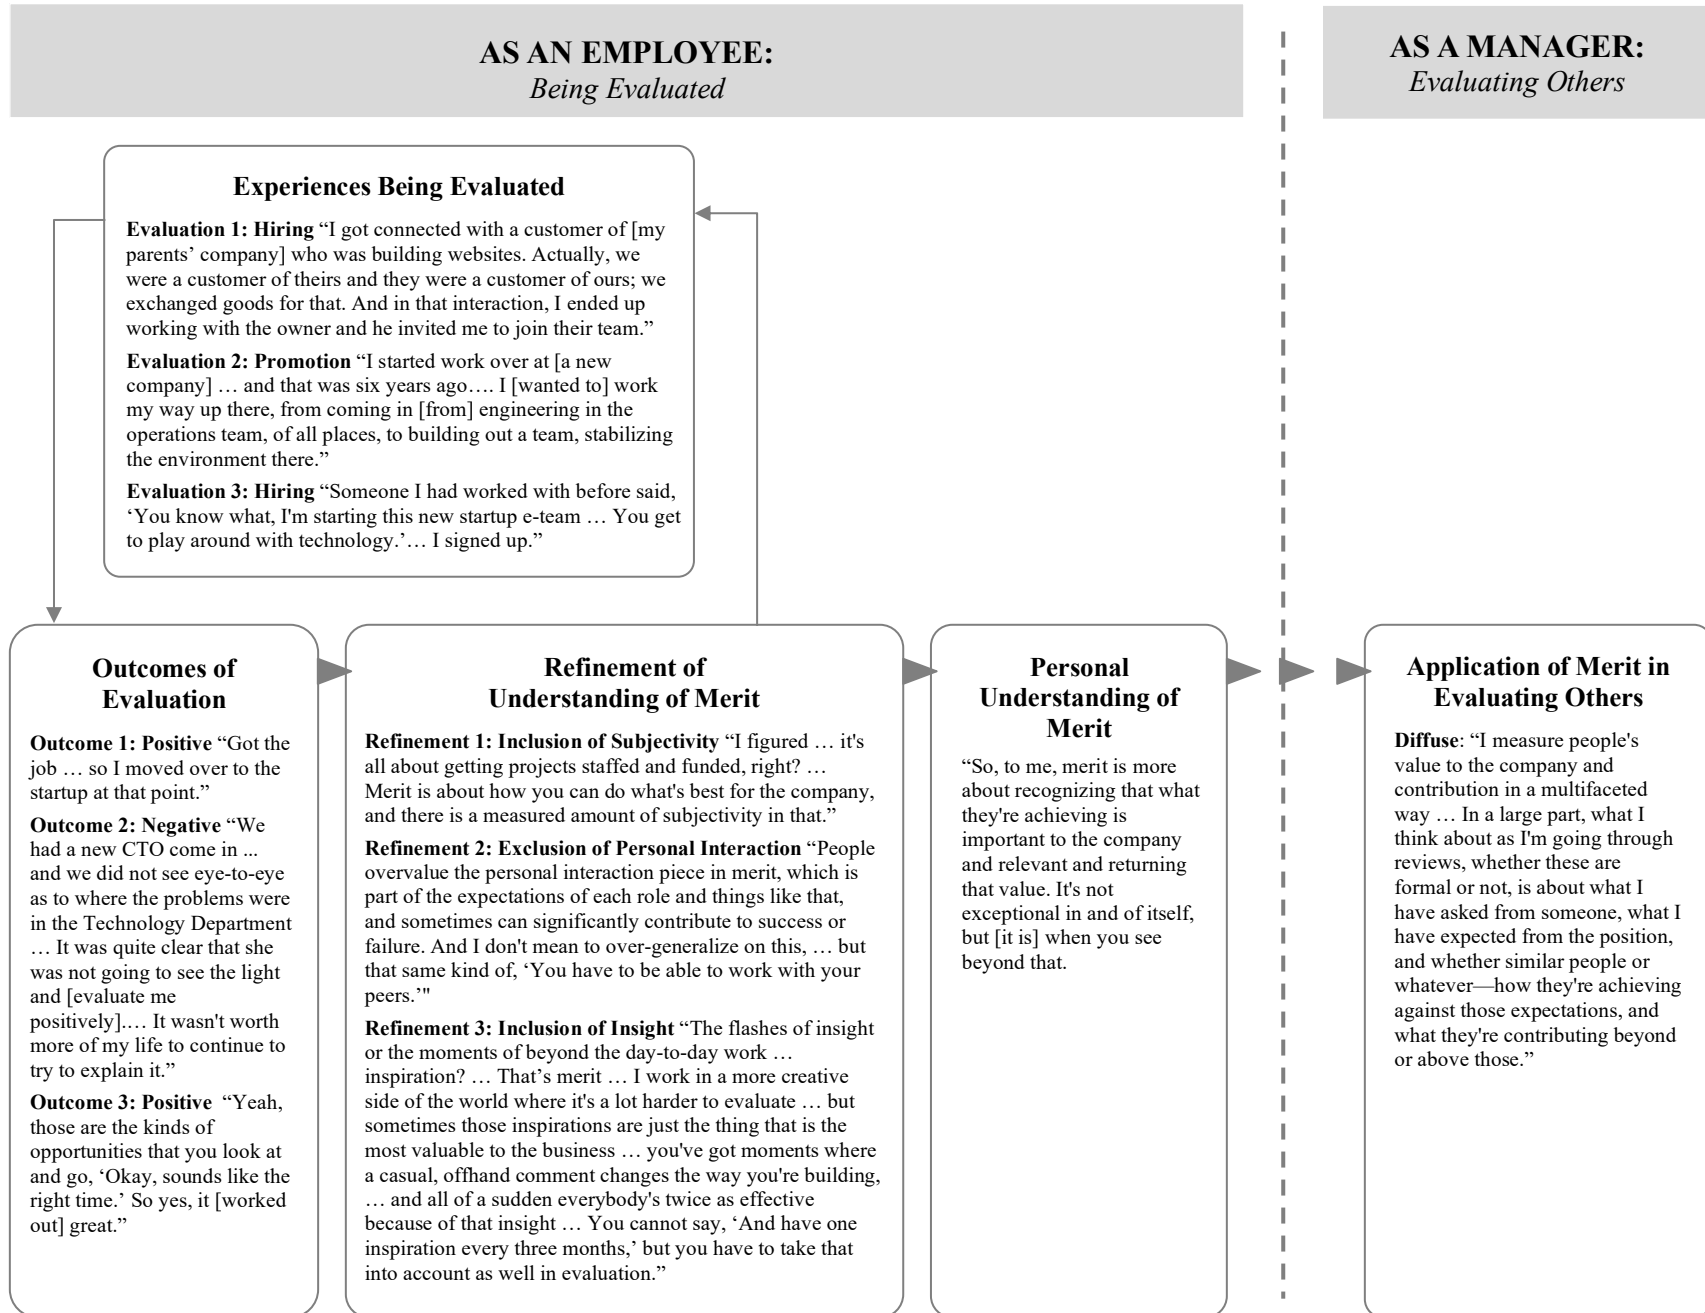 AS AN EMPLOYEE:
Being Evaluated
AS A MANAGER:
Evaluating Others
Experiences Being Evaluated
Evaluation 1: Hiring “I got connected with a customer of [my
parents’ company] who was building websites. Actually, we
were a customer of theirs and they were a customer of ours; we
exchanged goods for that. And in that interaction, I ended up
working with the owner and he invited me to join their team.”
Evaluation 2: Promotion “I started work over at [a new
company] … and that was six years ago…. I [wanted to] work
my way up there, from coming in [from] engineering in the
operations team, of all places, to building out a team, stabilizing
the environment there.”
Evaluation 3: Hiring “Someone I had worked with before said,
‘You know what, I'm starting this new startup e-team … You get
to play around with technology.’… I signed up.”
Outcomes of
Evaluation
Outcome 1: Positive “Got the
job … so I moved over to the
startup at that point.”
Outcome 2: Negative “We
had a new CTO come in ...
and we did not see eye-to-eye
as to where the problems were
in the Technology Department
… It was quite clear that she
was not going to see the light
and [evaluate me
positively].… It wasn't worth
more of my life to continue to
try to explain it.”
Outcome 3: Positive “Yeah,
those are the kinds of
opportunities that you look at
and go, ‘Okay, sounds like the
right time.’ So yes, it [worked
out] great.”
Refinement of
Understanding of Merit
Refinement 1: Inclusion of Subjectivity “I figured … it's
all about getting projects staffed and funded, right? …
Merit is about how you can do what's best for the company,
and there is a measured amount of subjectivity in that.”
Refinement 2: Exclusion of Personal Interaction “People
overvalue the personal interaction piece in merit, which is
part of the expectations of each role and things like that,
and sometimes can significantly contribute to success or
failure. And I don't mean to over-generalize on this, … but
that same kind of, ‘You have to be able to work with your
peers.’"
Refinement 3: Inclusion of Insight “The flashes of insight
or the moments of beyond the day-to-day work …
inspiration? … That’s merit … I work in a more creative
side of the world where it's a lot harder to evaluate … but
sometimes those inspirations are just the thing that is the
most valuable to the business … you've got moments where
a casual, offhand comment changes the way you're building,
… and all of a sudden everybody's twice as effective
because of that insight … You cannot say, ‘And have one
inspiration every three months,’ but you have to take that
into account as well in evaluation.”
Personal
Understanding of
Merit
“So, to me, merit is more
about recognizing that what
they're achieving is
important to the company
and relevant and returning
that value. It's not
exceptional in and of itself,
but [it is] when you see
beyond that.
Application of Merit in
Evaluating Others
Diffuse: “I measure people's
value to the company and
contribution in a multifaceted
way … In a large part, what I
think about as I'm going through
reviews, whether these are
formal or not, is about what I
have asked from someone, what I
have expected from the position,
and whether similar people or
whatever—how they're achieving
against those expectations, and
what they're contributing beyond
or above those.”